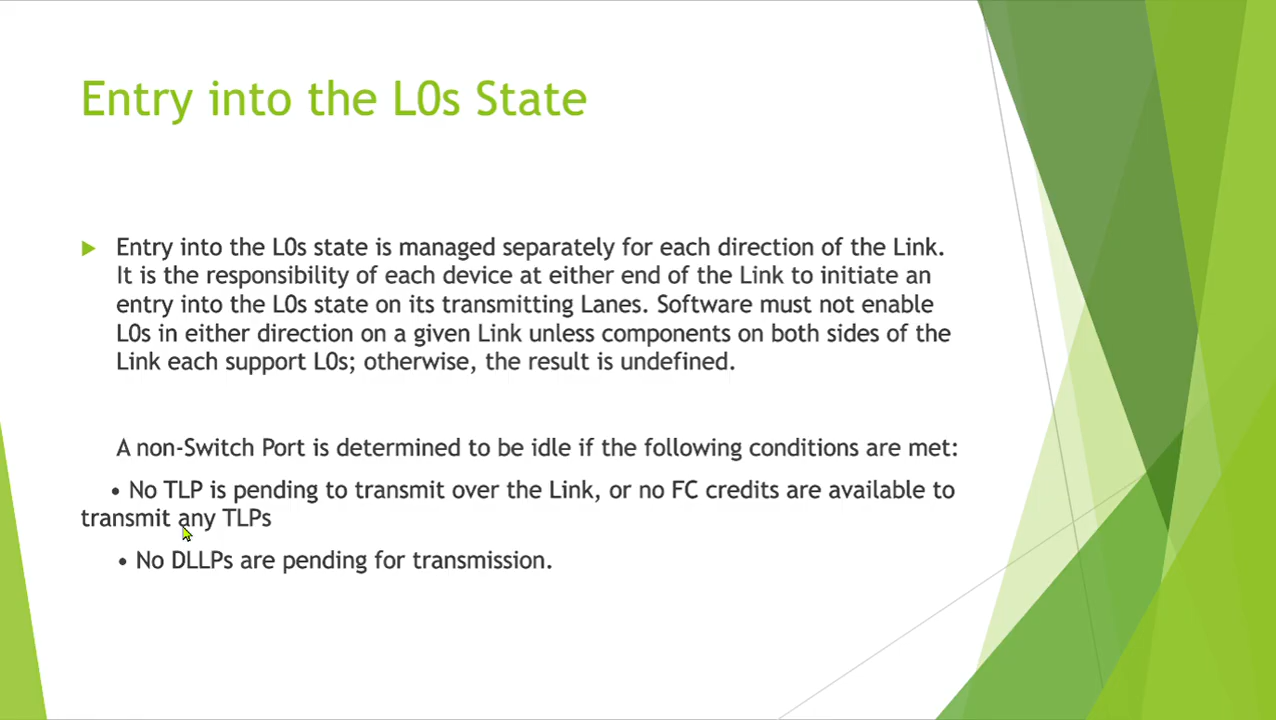 Entry into the L0s State
Entry into the L0s state is managed separately for each direction of the Link.
It is the responsibility of each device at either end of the Link to initiate an
entry into the L0s state on its transmitting Lanes. Software must not enable
L0s in either direction on a given Link unless components on both sides of the
Link each support L0s; otherwise, the result is undefined.
A non-Switch Port is determined to be idle if the following conditions are met:
• No TLP is pending to transmit over the Link, or no FC credits are available to
transmit any TLPs
• No DLLPs are pending for transmission.